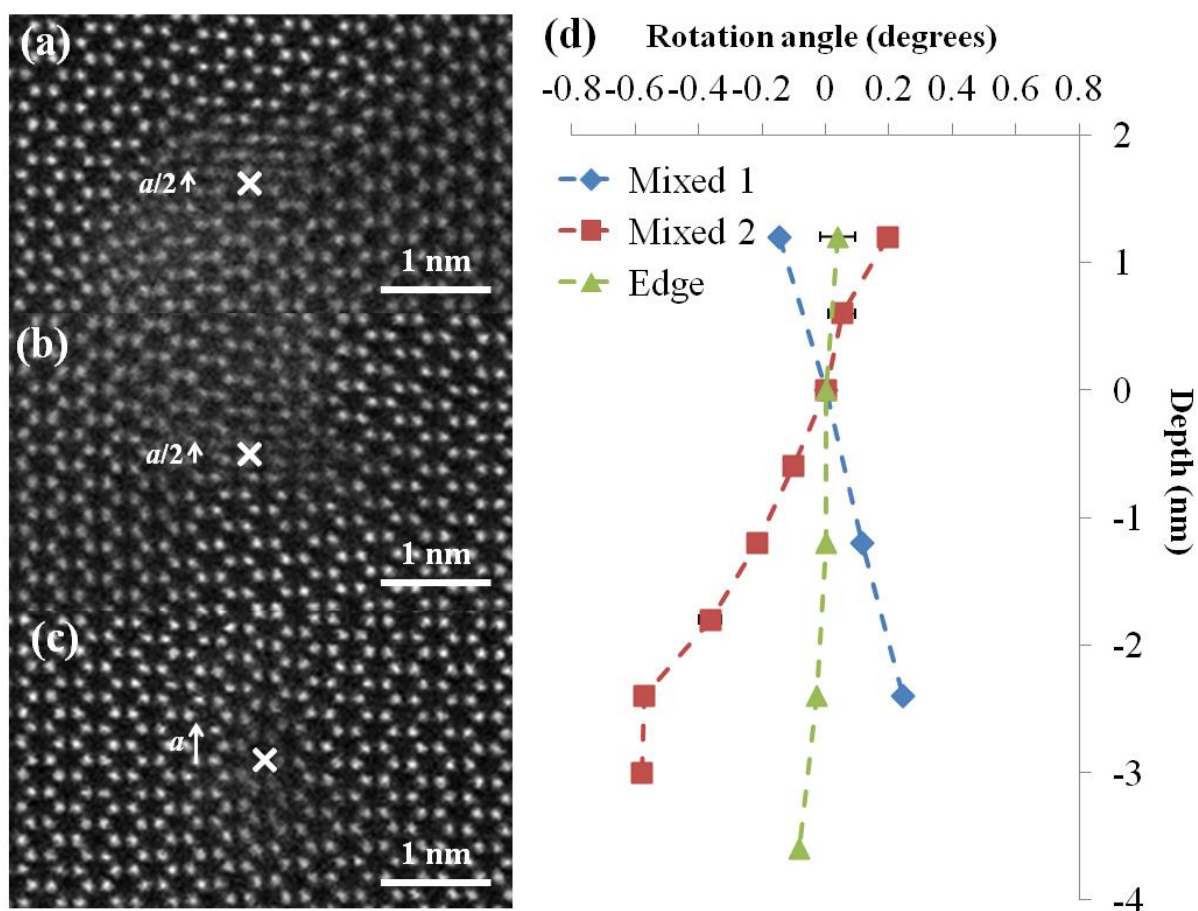 (a)
a/2↑
1 nm
(b)
a/2↑
1 nm
(c)
a↑
1 nm
(d) Rotation angle (degrees)
-0.8 -0.6 -0.4 -0.2 0 0.2 0.4 0.6 0.8
Mixed 1
Mixed 2
Edge
2
1
0
-1
-2
-3
-4
Depth (nm)